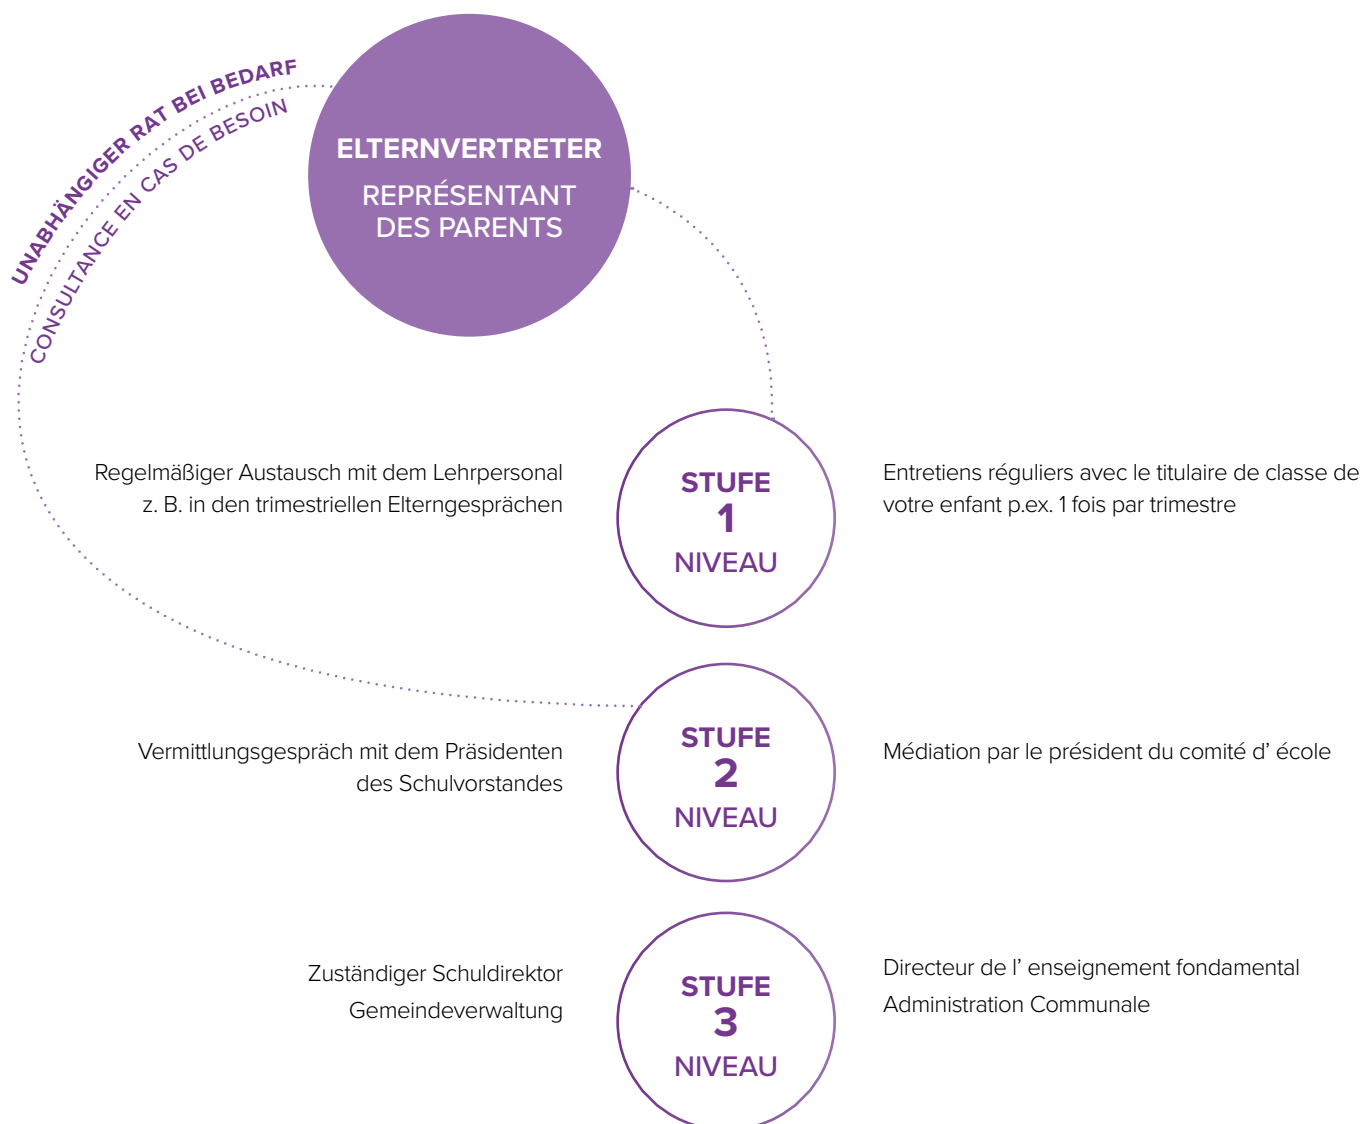 UNABHÄNGIGER RAT BEI BEDARF
CONSULTANCE EN CAS DE BESOIN
ELTERNVERTRETER
REPRÉSENTANT
DES PARENTS
Regelmäßiger Austausch mit dem Lehrpersonal
z. B. in den trimestriellen Elterngesprächen
STUFE
1
NIVEAU
Entretiens réguliers avec le titulaire de classe de
votre enfant p.ex. 1 fois par trimestre
Vermittlungsgespräch mit dem Präsidenten
des Schulvorstandes
STUFE
2
NIVEAU
Médiation par le président du comité d’ école
Zuständiger Schuldirektor
Gemeindeverwaltung
STUFE
3
NIVEAU
Directeur de l’ enseignement fondamental
Administration Communale